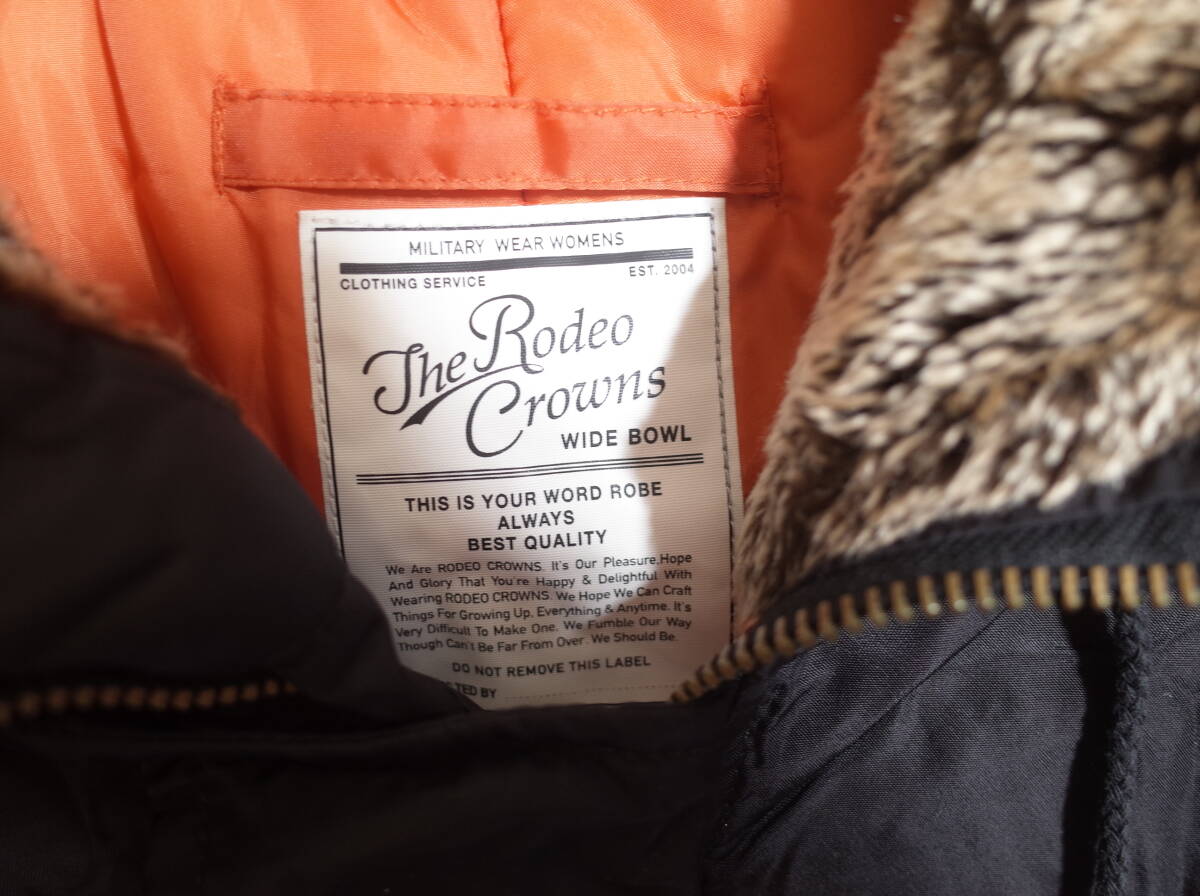 MILITARY WEAR WOMENS
CLOTHING SERVICE EST. 2004
The Rodeo
Crowns
WIDE BOWL
THIS IS YOUR WORD ROBE
ALWAYS
BEST QUALITY
We Are RODEO CROWNS. It's Our Pleasure,Hope
And Glory That You're Happy & Delightful With
Wearing RODEO CROWNS. We Hope We Can Craft
Things For Growing Up, Everything & Anytime. It's
Very Difficult To Make One. We Fumble Our Way
Though Can't Be Far From Over. We Should Be.
DO NOT REMOVE THIS LABEL
TED BY